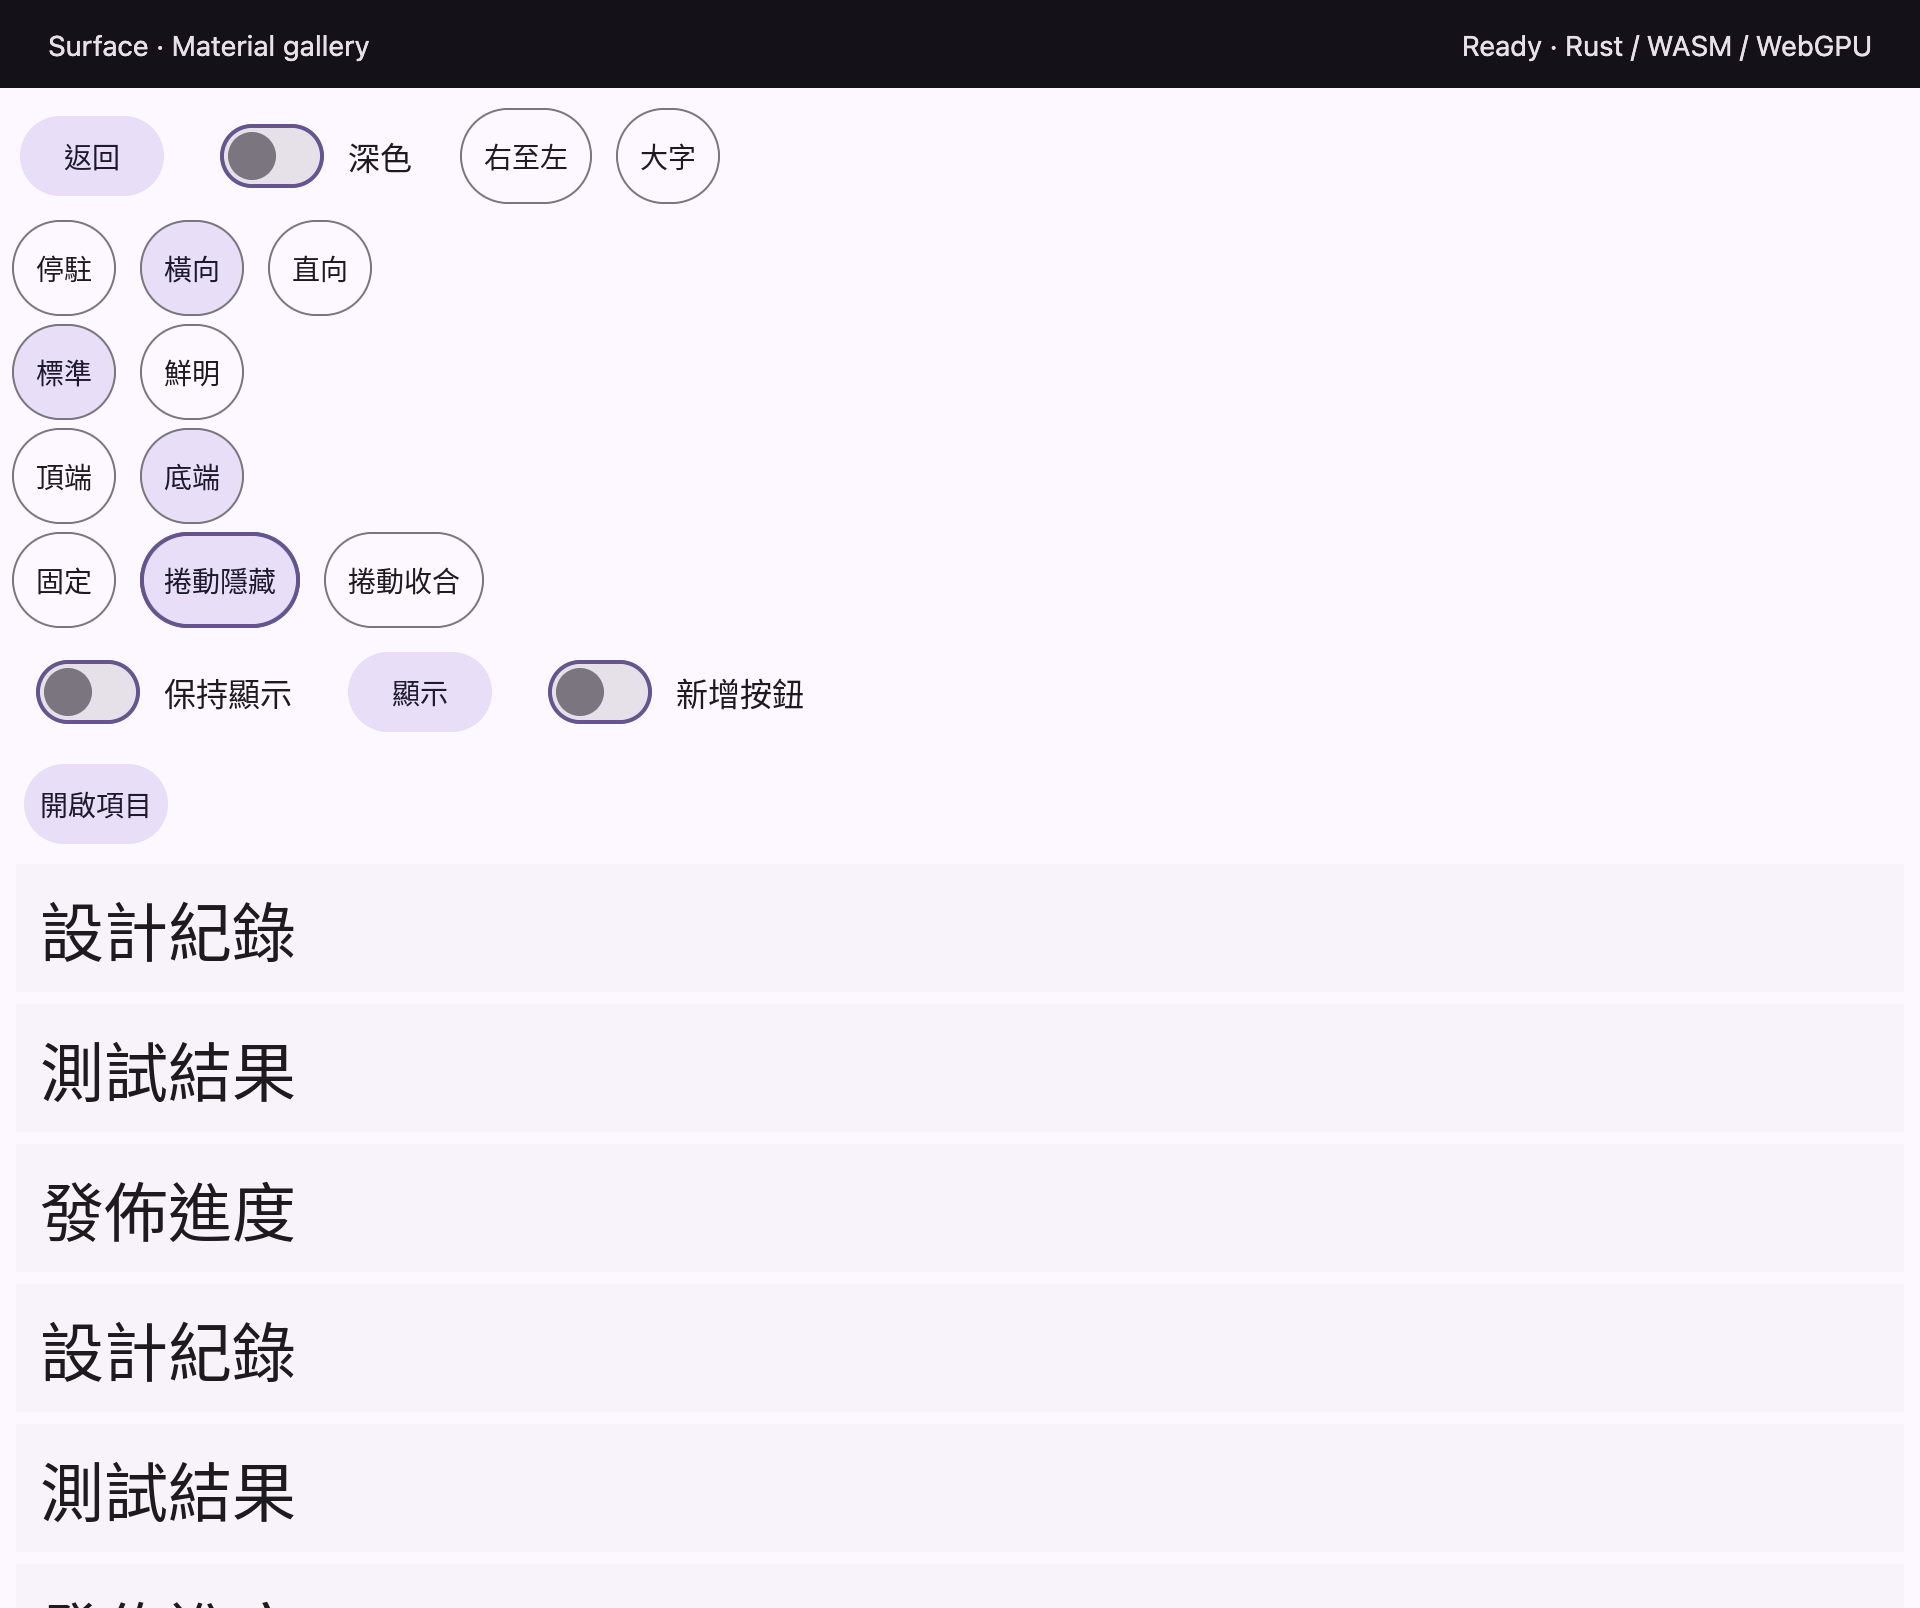 Surface · Material gallery
Ready · Rust / WASM / WebGPU
返回 深色 右至左 大字
停駐 橫向 直向
標準 鮮明
頂端 底端
固定 捲動隱藏 捲動收合
保持顯示 顯示 新增按鈕
開啟項目
設計紀錄
測試結果
發佈進度
設計紀錄
測試結果